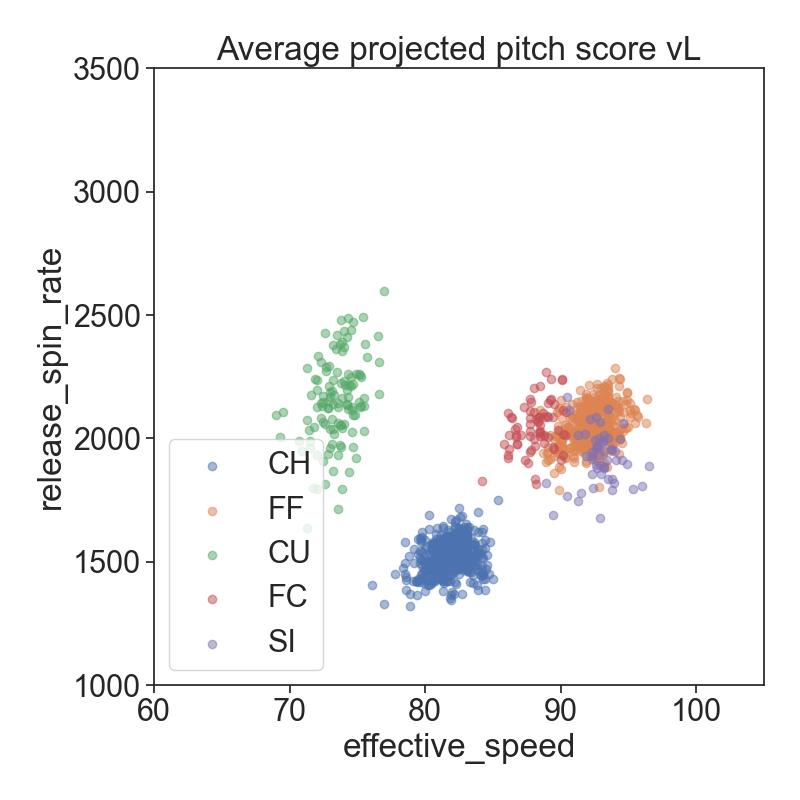 Average projected pitch score vL
release_spin_rate
3500
3000
2500
2000
1500
1000
CH
FF
CU
FC
SI
60
70
80
90
100
effective_speed